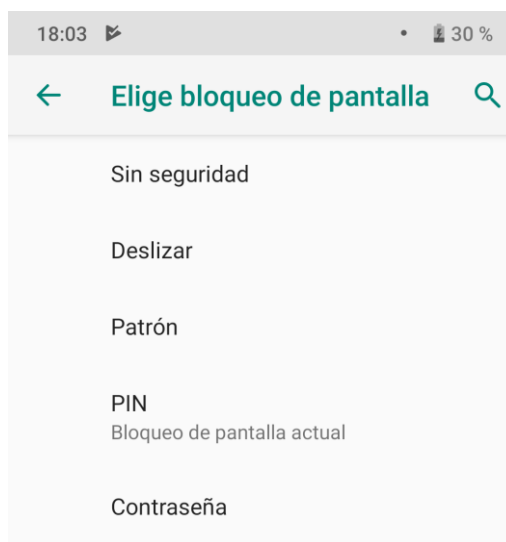 18:03 30 %
Elige bloqueo de pantalla
Sin seguridad
Deslizar
Patrón
PIN
Bloqueo de pantalla actual
Contraseña